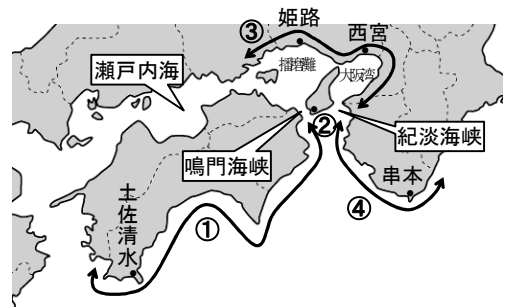 姫路
③
西宮
瀬戸内海
播磨灘
大阪湾
②
紀淡海峡
鳴門海峡
串本
土佐清水
①
④